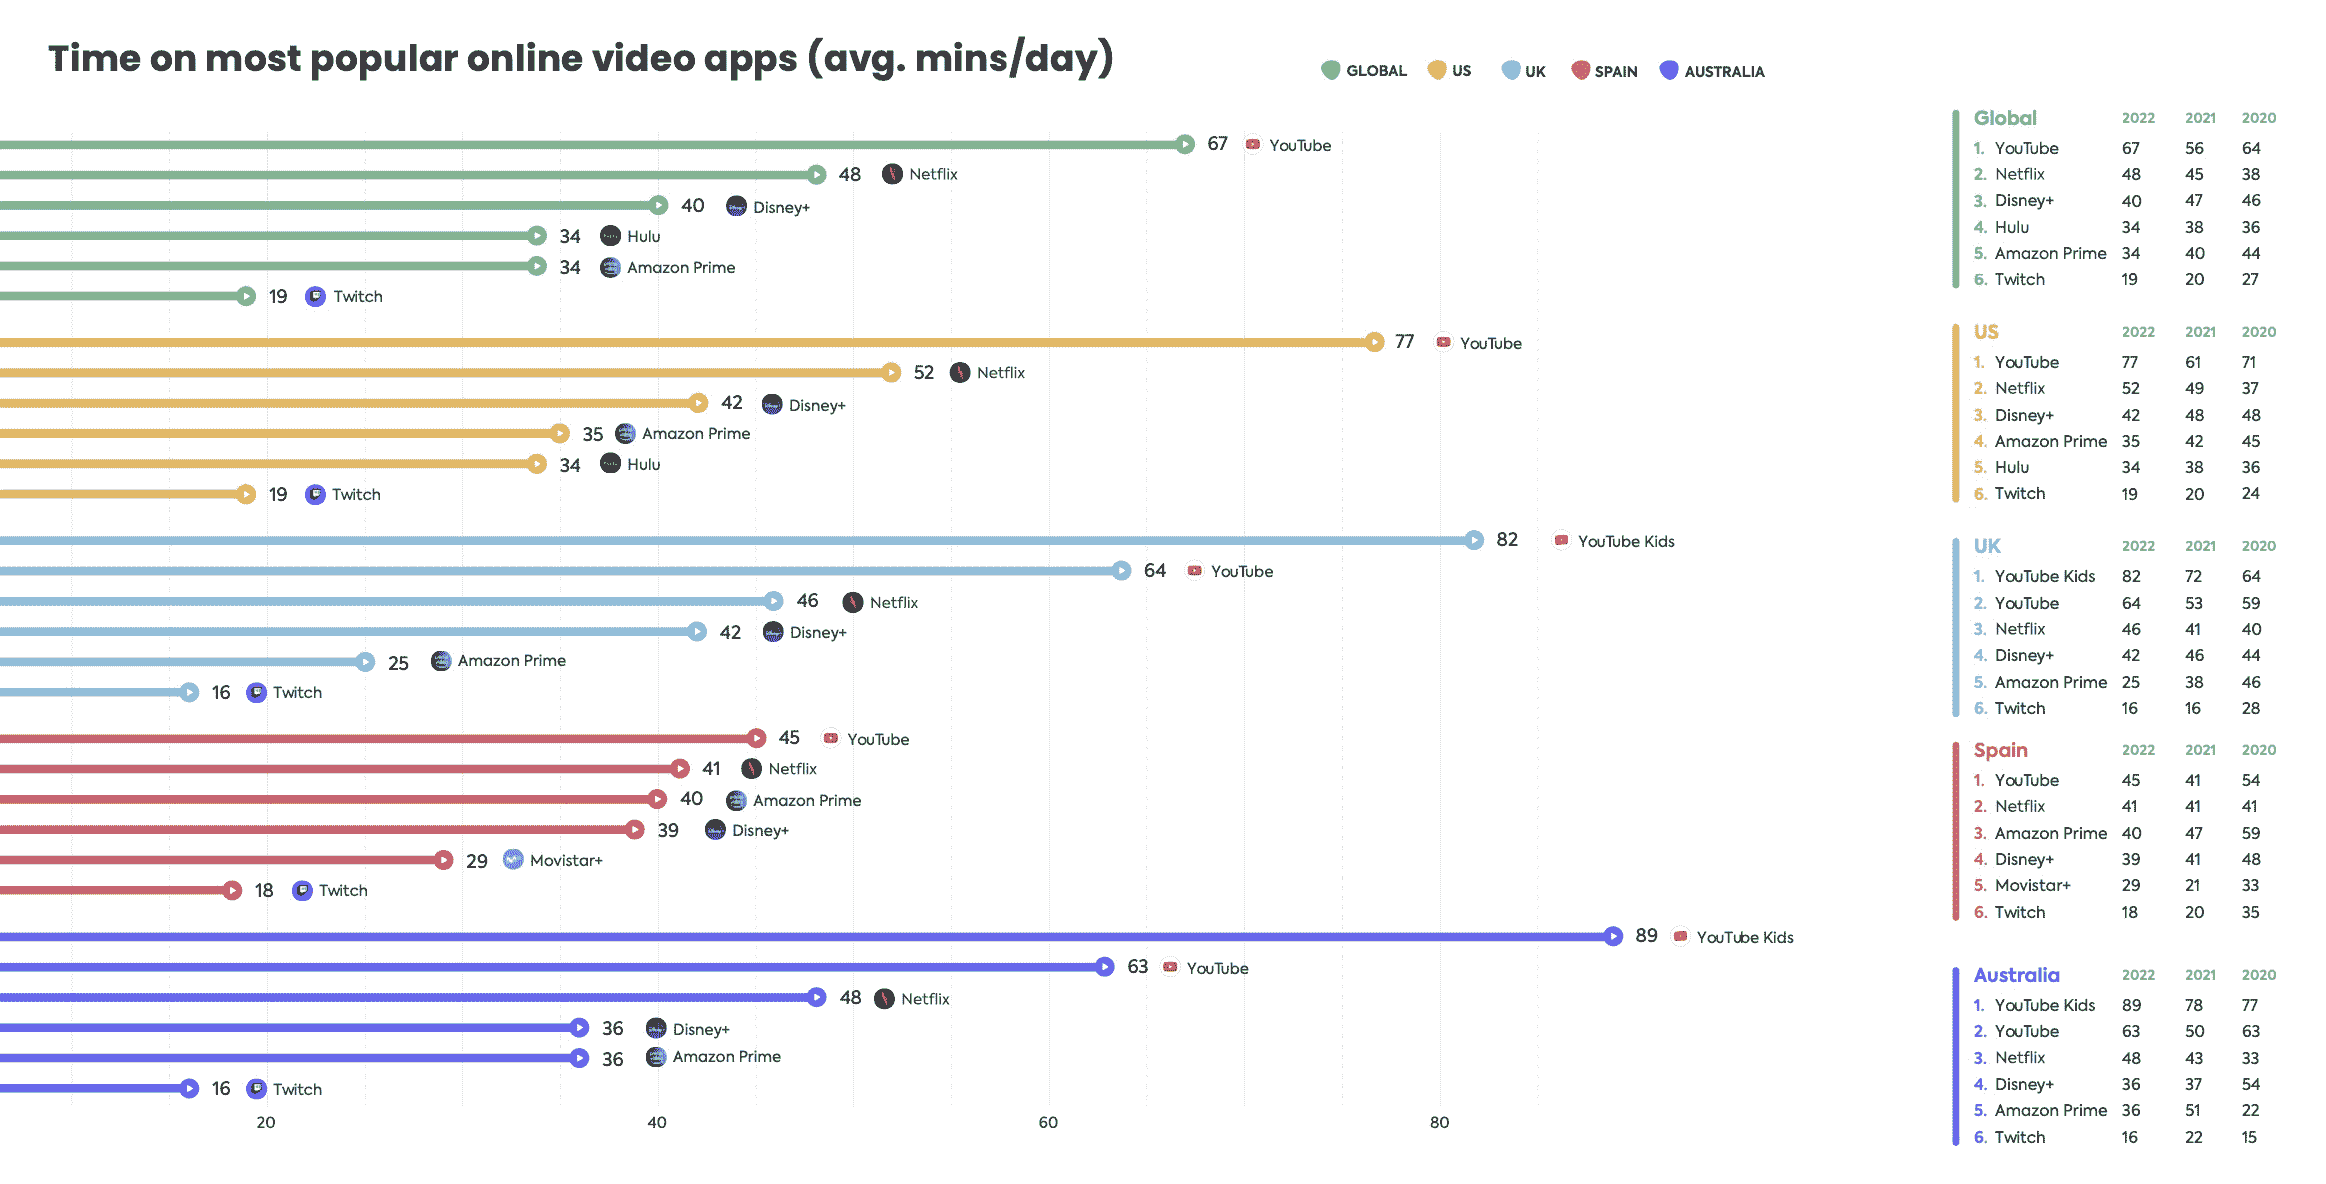 Time on most popular online video apps (avg. mins/day)
GLOBAL US UK SPAIN AUSTRALIA
67 YouTube
48 Netflix
40 Disney+
34 Hulu
34 Amazon Prime
19 Twitch
77 YouTube
52 Netflix
42 Disney+
35 Amazon Prime
34 Hulu
19 Twitch
82 YouTube Kids
64 YouTube
46 Netflix
42 Disney+
25 Amazon Prime
16 Twitch
45 YouTube
41 Netflix
40 Amazon Prime
39 Disney+
29 Movistar+
18 Twitch
89 YouTube Kids
63 YouTube
48 Netflix
36 Disney+
36 Amazon Prime
16 Twitch
20 40 60 80
Global 2022 2021 2020
1. YouTube 67 56 64
2. Netflix 48 45 38
3. Disney+ 40 47 46
4. Hulu 34 38 36
5. Amazon Prime 34 40 44
6. Twitch 19 20 27
US 2022 2021 2020
1. YouTube 77 61 71
2. Netflix 52 49 37
3. Disney+ 42 48 48
4. Amazon Prime 35 42 45
5. Hulu 34 38 36
6. Twitch 19 20 24
UK 2022 2021 2020
1. YouTube Kids 82 72 64
2. YouTube 64 53 59
3. Netflix 46 41 40
4. Disney+ 42 46 44
5. Amazon Prime 25 38 46
6. Twitch 16 16 28
Spain 2022 2021 2020
1. YouTube 45 41 54
2. Netflix 41 41 41
3. Amazon Prime 40 47 59
4. Disney+ 39 41 48
5. Movistar+ 29 21 33
6. Twitch 18 20 35
Australia 2022 2021 2020
1. YouTube Kids 89 78 77
2. YouTube 63 50 63
3. Netflix 48 43 33
4. Disney+ 36 37 54
5. Amazon Prime 36 51 22
6. Twitch 16 22 15